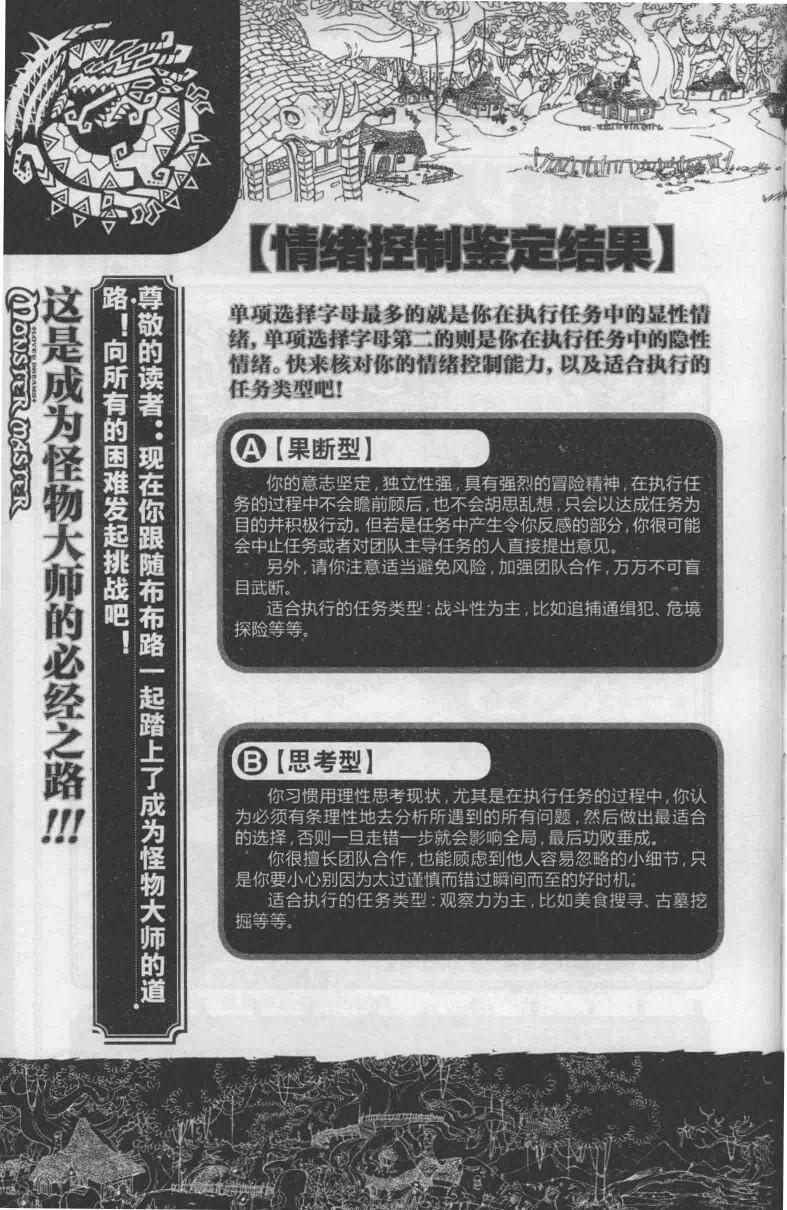 【情绪控制鉴定结果】
单项选择字母最多的就是你在执行任务中的显性情
绪，单项选择字母第二的则是你在执行任务中的隐性
情绪。快来核对你的情绪控制能力，以及适合执行的
任务类型吧！
A【果断型】
你的意志坚定，独立性强，具有强烈的冒险精神，在执行任
务的过程中不会瞻前顾后，也不会胡思乱想，只会以达成任务为
目的并积极行动。但若是任务中产生令你反感的部分，你很可能
会中止任务或者对团队主导任务的人直接提出意见。
另外，请你注意适当避免风险，加强团队合作，万万不可盲
目武断。
适合执行的任务类型：战斗性为主，比如追捕通缉犯、危境
探险等等。
B【思考型】
你习惯用理性思考现状，尤其是在执行任务的过程中，你认
为必须有条理性地去分析所遇到的所有问题，然后做出最适合
的选择，否则一旦走错一步就会影响全局，最后功败垂成。
你很擅长团队合作，也能顾虑到他人容易忽略的小细节，只
是你要小心别因为太过谨慎而错过瞬间而至的好时机。
适合执行的任务类型：观察力为主，比如美食搜寻、古墓挖
掘等等。
尊敬的读者：现在你跟随布布路一起踏上了成为怪物大师的道
路！向所有的困难发起挑战吧！
这是成为怪物大师的必经之路!!!
+LOVE & DREAMS+
MONSTER MASTER